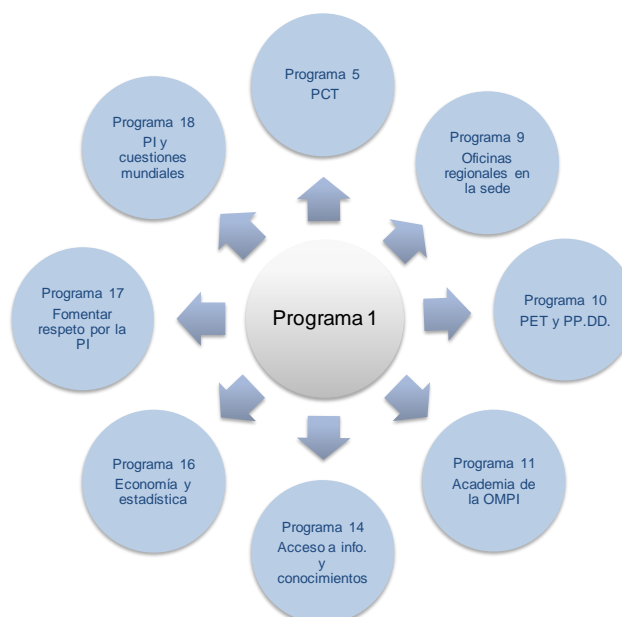 Programa 5
PCT
Programa 18
PI y
cuestiones
mundiales
Programa 9
Oficinas
regionales en
la sede
Programa 17
Fomentar
respeto por la
PI
Programa 1
Programa 10
PET y PP.DD.
Programa 16
Economía y
estadística
Programa 11
Academia de
la OMPI
Programa 14
Acceso a info.
y
conocimientos